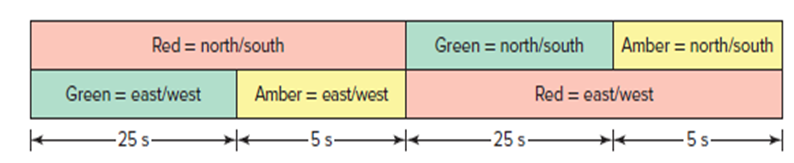 Red = north/south Green = north/south Amber = north/south
Green = east/west Amber = east/west Red = east/west
25 s 5 s 25 s 5 s